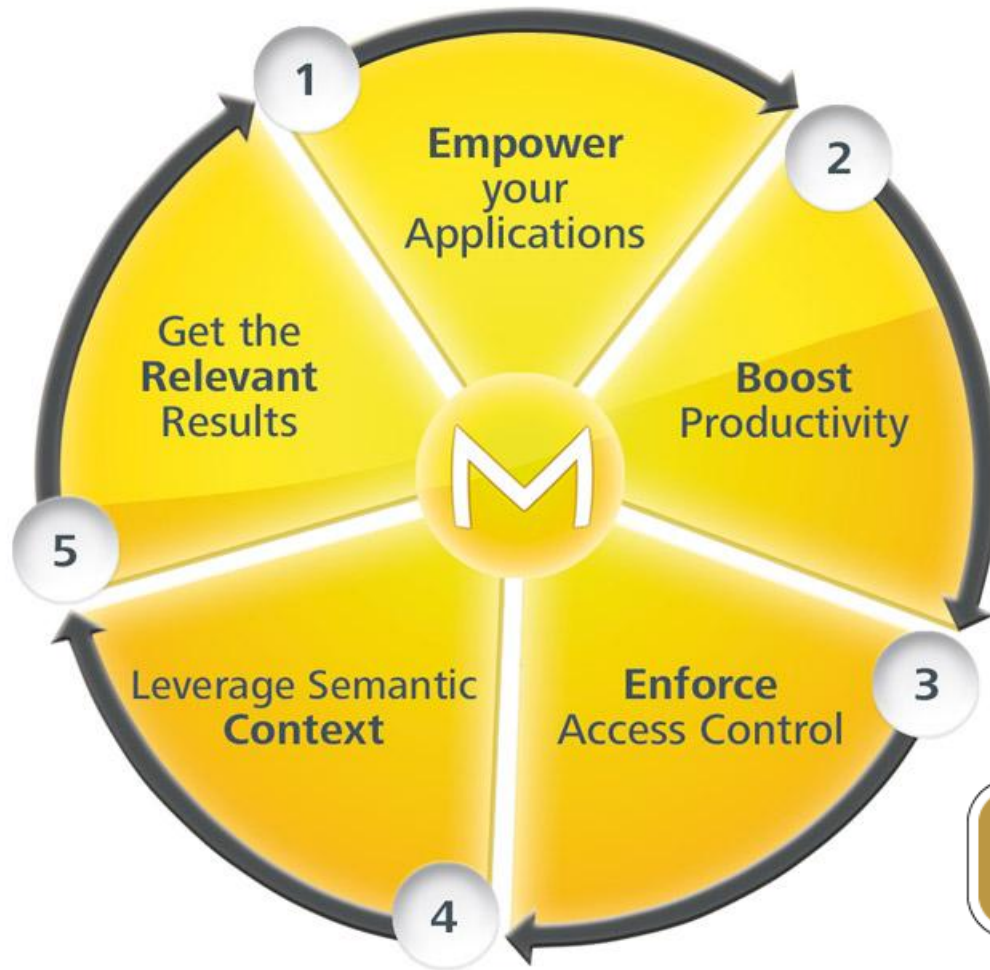 1
Empower
your
Applications
2
Boost
Productivity
3
Enforce
Access Control
4
Leverage Semantic
Context
5
Get the
Relevant
Results
M